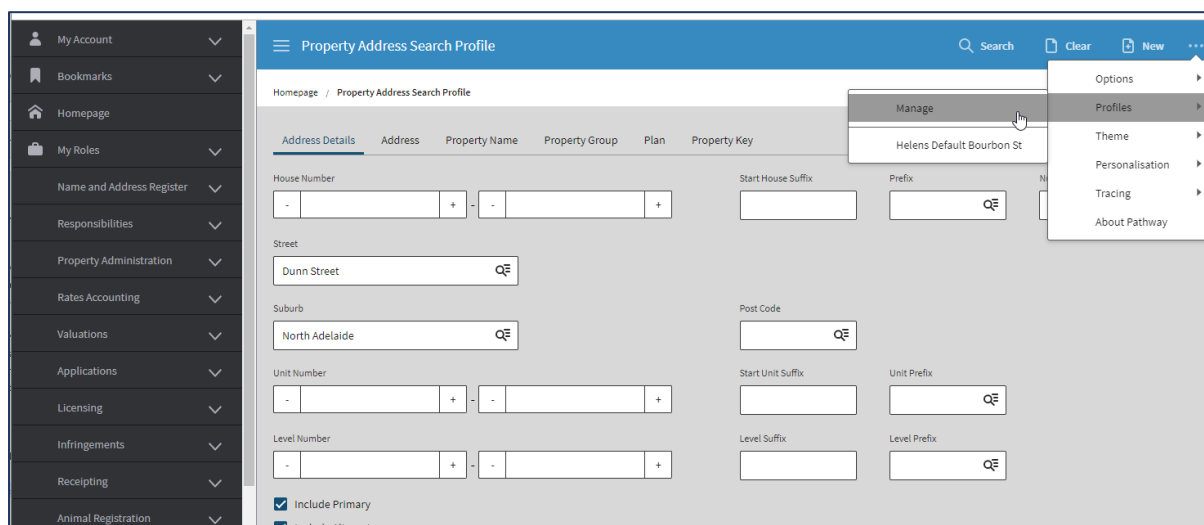 My Account
Bookmarks
Homepage
My Roles
Name and Address Register
Responsibilities
Property Administration
Rates Accounting
Valuations
Applications
Licensing
Infringements
Receipting
Animal Registration
Property Address Search Profile
Search
Clear
New
Homepage / Property Address Search Profile
Options
Profiles
Theme
Personalisation
Tracing
About Pathway
Manage
Helens Default Bourbon St
Address Details Address Property Name Property Group Plan Property Key
House Number Start House Suffix Prefix
- + - - +
Street
Dunn Street
Suburb Post Code
North Adelaide
Unit Number Start Unit Suffix Unit Prefix
- + - - +
Level Number Level Suffix Level Prefix
- + - - +
Include Primary